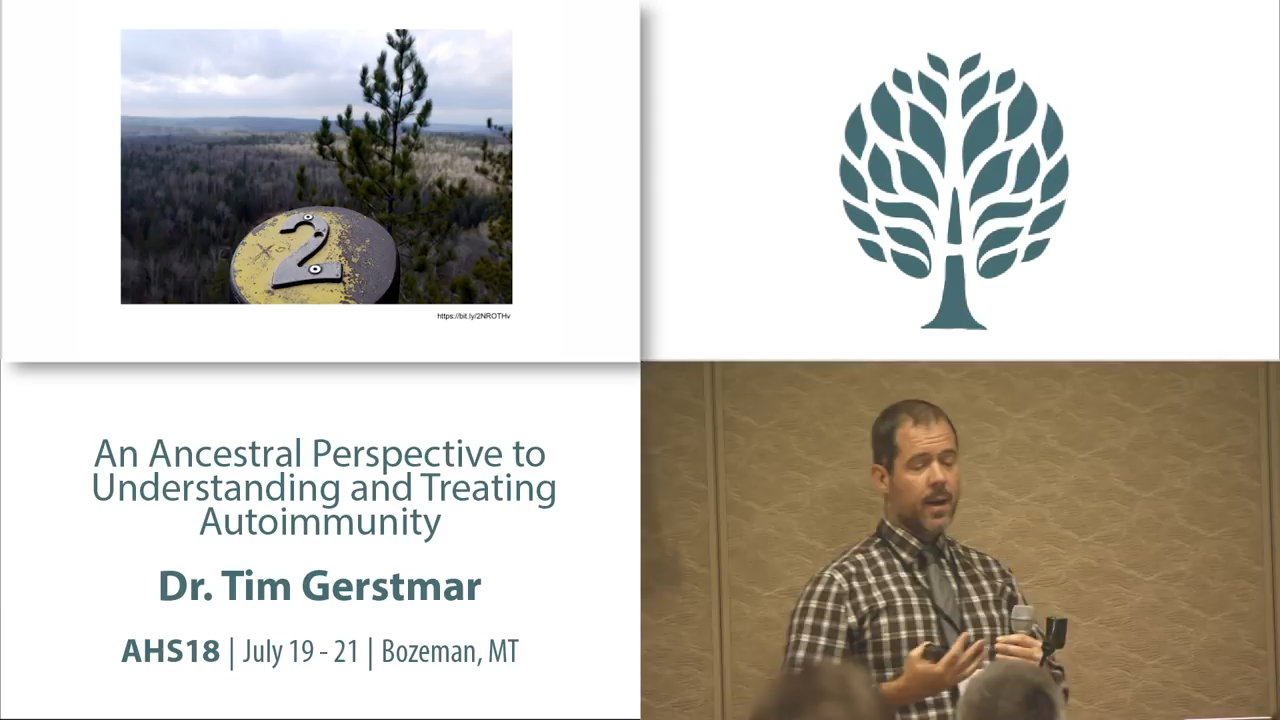 2
https://bit.ly/2NROTHv
An Ancestral Perspective to
Understanding and Treating
Autoimmunity
Dr. Tim Gerstmar
AHS18 | July 19 - 21 | Bozeman, MT